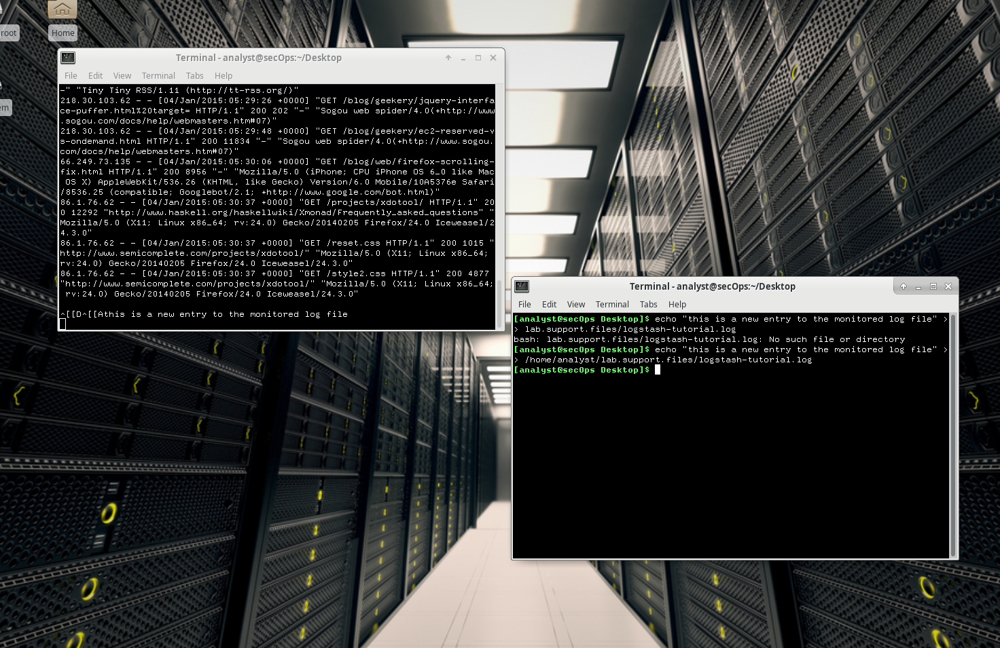 root
Home
em
Terminal - analyst@secOps:~/Desktop
File Edit View Terminal Tabs Help
-" "Tiny Tiny RSS/1.11 (http://tt-rss.org/)"
218.30.103.62 - - [04/Jan/2015:05:29:26 +0000] "GET /blog/geekery/jquery-interfa
ce-puffer.html%20target= HTTP/1.1" 200 202 "-" "Sogou web spider/4.0(+http://www
.sogou.com/docs/help/webmasters.htm#07)"
218.30.103.62 - - [04/Jan/2015:05:29:48 +0000] "GET /blog/geekery/ec2-reserved-v
s-ondemand.html HTTP/1.1" 200 11834 "-" "Sogou web spider/4.0(+http://www.sogou.
com/docs/help/webmasters.htm#07)"
66.249.73.135 - - [04/Jan/2015:05:30:06 +0000] "GET /blog/web/firefox-scrolling-
fix.html HTTP/1.1" 200 8956 "-" "Mozilla/5.0 (iPhone; CPU iPhone OS 6_0 like Mac
 OS X) AppleWebKit/536.26 (KHTML, like Gecko) Version/6.0 Mobile/10A5376e Safari
/8536.25 (compatible; Googlebot/2.1; +http://www.google.com/bot.html)"
86.1.76.62 - - [04/Jan/2015:05:30:37 +0000] "GET /projects/xdotool/ HTTP/1.1" 20
0 12292 "http://www.haskell.org/haskellwiki/Xmonad/Frequently_asked_questions" "
Mozilla/5.0 (X11; Linux x86_64; rv:24.0) Gecko/20140205 Firefox/24.0 Iceweasel/2
4.3.0"
86.1.76.62 - - [04/Jan/2015:05:30:37 +0000] "GET /reset.css HTTP/1.1" 200 1015 "
http://www.semicomplete.com/projects/xdotool/" "Mozilla/5.0 (X11; Linux x86_64;
rv:24.0) Gecko/20140205 Firefox/24.0 Iceweasel/24.3.0"
86.1.76.62 - - [04/Jan/2015:05:30:37 +0000] "GET /style2.css HTTP/1.1" 200 4877
"http://www.semicomplete.com/projects/xdotool/" "Mozilla/5.0 (X11; Linux x86_64;
 rv:24.0) Gecko/20140205 Firefox/24.0 Iceweasel/24.3.0"
^[[D^[[Athis is a new entry to the monitored log file
Terminal - analyst@secOps:~/Desktop
File Edit View Terminal Tabs Help
[analyst@secOps Desktop]$ echo "this is a new entry to the monitored log file" >
> lab.support.files/logstash-tutorial.log
bash: lab.support.files/logstash-tutorial.log: No such file or directory
[analyst@secOps Desktop]$ echo "this is a new entry to the monitored log file" >
> /home/analyst/lab.support.files/logstash-tutorial.log
[analyst@secOps Desktop]$